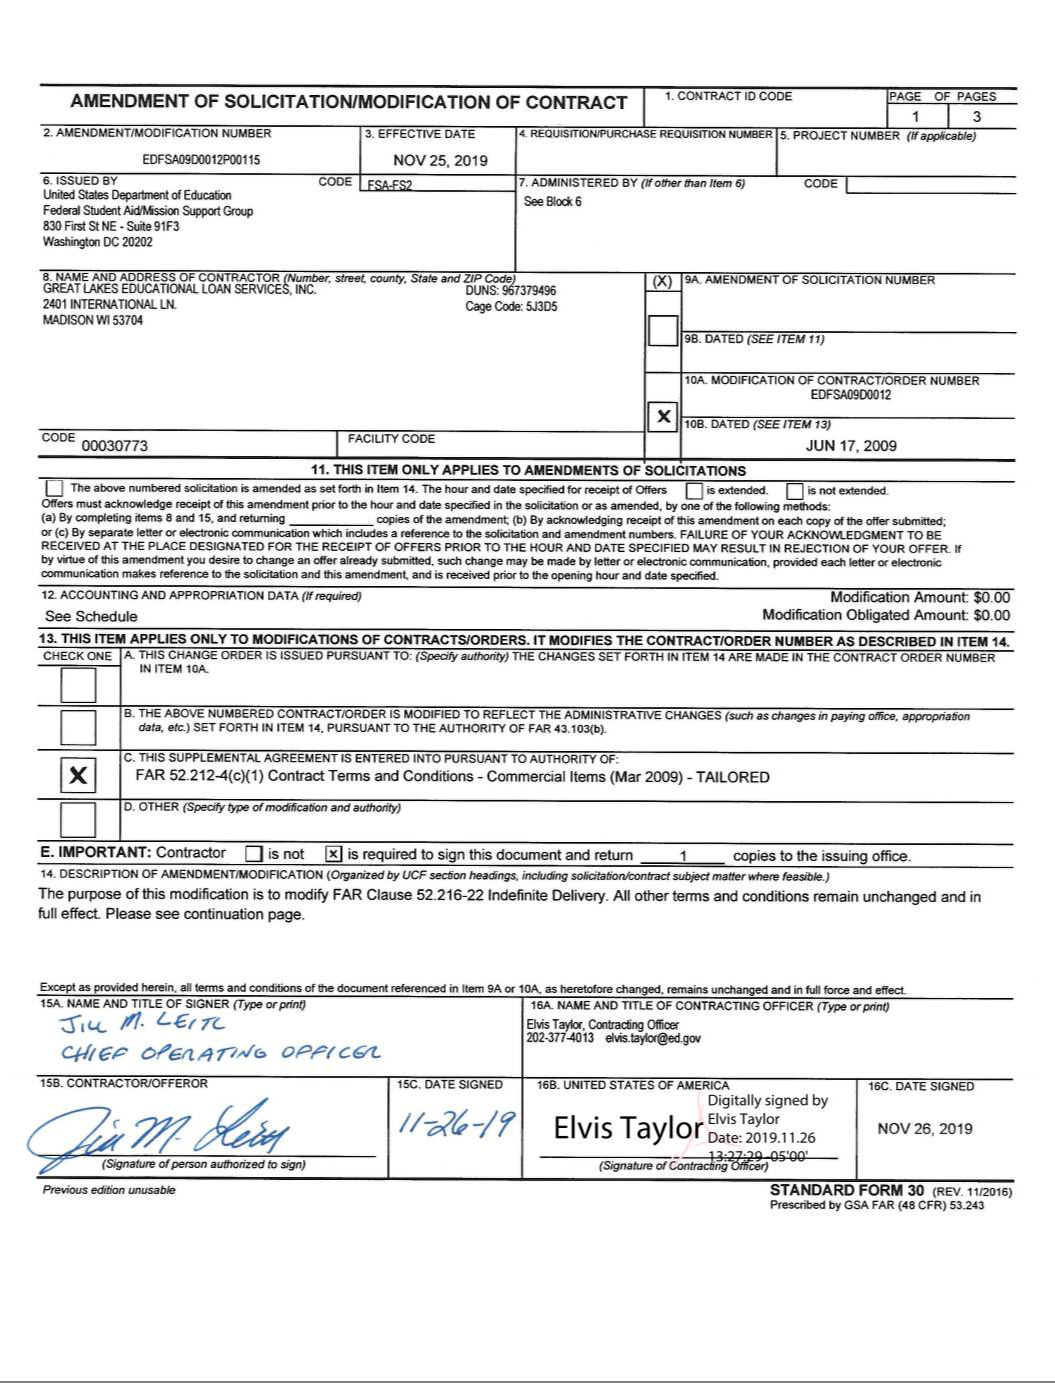 AMENDMENT OF SOLICITATION/MODIFICATION OF CONTRACT
1. CONTRACT ID CODE
PAGE OF PAGES
1 3
2. AMENDMENT/MODIFICATION NUMBER
EDFSA09D0012P00115
3. EFFECTIVE DATE
NOV 25, 2019
4. REQUISITION/PURCHASE REQUISITION NUMBER
5. PROJECT NUMBER (If applicable)
6. ISSUED BY
CODE FSA-FS2
United States Department of Education
Federal Student Aid/Mission Support Group
830 First St NE - Suite 91F3
Washington DC 20202
7. ADMINISTERED BY (If other than Item 6)
CODE
See Block 6
8. NAME AND ADDRESS OF CONTRACTOR (Number, street, county, State and ZIP Code)
GREAT LAKES EDUCATIONAL LOAN SERVICES, INC.
DUNS: 967379496
2401 INTERNATIONAL LN.
Cage Code: 5J3D5
MADISON WI 53704
(X)
9A. AMENDMENT OF SOLICITATION NUMBER
9B. DATED (SEE ITEM 11)
10A. MODIFICATION OF CONTRACT/ORDER NUMBER
EDFSA09D0012
X
10B. DATED (SEE ITEM 13)
JUN 17, 2009
CODE 00030773
FACILITY CODE
11. THIS ITEM ONLY APPLIES TO AMENDMENTS OF SOLICITATIONS
The above numbered solicitation is amended as set forth in Item 14. The hour and date specified for receipt of Offers is extended. is not extended.
Offers must acknowledge receipt of this amendment prior to the hour and date specified in the solicitation or as amended, by one of the following methods:
(a) By completing items 8 and 15, and returning ____________ copies of the amendment; (b) By acknowledging receipt of this amendment on each copy of the offer submitted;
or (c) By separate letter or electronic communication which includes a reference to the solicitation and amendment numbers. FAILURE OF YOUR ACKNOWLEDGMENT TO BE
RECEIVED AT THE PLACE DESIGNATED FOR THE RECEIPT OF OFFERS PRIOR TO THE HOUR AND DATE SPECIFIED MAY RESULT IN REJECTION OF YOUR OFFER. If
by virtue of this amendment you desire to change an offer already submitted, such change may be made by letter or electronic communication, provided each letter or electronic
communication makes reference to the solicitation and this amendment, and is received prior to the opening hour and date specified.
12. ACCOUNTING AND APPROPRIATION DATA (If required)
Modification Amount: $0.00
See Schedule
Modification Obligated Amount: $0.00
13. THIS ITEM APPLIES ONLY TO MODIFICATIONS OF CONTRACTS/ORDERS. IT MODIFIES THE CONTRACT/ORDER NUMBER AS DESCRIBED IN ITEM 14.
CHECK ONE
A. THIS CHANGE ORDER IS ISSUED PURSUANT TO: (Specify authority) THE CHANGES SET FORTH IN ITEM 14 ARE MADE IN THE CONTRACT ORDER NUMBER
IN ITEM 10A.
B. THE ABOVE NUMBERED CONTRACT/ORDER IS MODIFIED TO REFLECT THE ADMINISTRATIVE CHANGES (such as changes in paying office, appropriation
data, etc.) SET FORTH IN ITEM 14, PURSUANT TO THE AUTHORITY OF FAR 43.103(b).
C. THIS SUPPLEMENTAL AGREEMENT IS ENTERED INTO PURSUANT TO AUTHORITY OF:
X
FAR 52.212-4(c)(1) Contract Terms and Conditions - Commercial Items (Mar 2009) - TAILORED
D. OTHER (Specify type of modification and authority)
E. IMPORTANT: Contractor is not x is required to sign this document and return 1 copies to the issuing office.
14. DESCRIPTION OF AMENDMENT/MODIFICATION (Organized by UCF section headings, including solicitation/contract subject matter where feasible.)
The purpose of this modification is to modify FAR Clause 52.216-22 Indefinite Delivery. All other terms and conditions remain unchanged and in
full effect. Please see continuation page.
Except as provided herein, all terms and conditions of the document referenced in Item 9A or 10A, as heretofore changed, remains unchanged and in full force and effect.
15A. NAME AND TITLE OF SIGNER (Type or print)
JILL M. LEITL
CHIEF OPERATING OFFICER
16A. NAME AND TITLE OF CONTRACTING OFFICER (Type or print)
Elvis Taylor, Contracting Officer
202-377-4013 elvis.taylor@ed.gov
15B. CONTRACTOR/OFFEROR
Jill M. Leitl
(Signature of person authorized to sign)
15C. DATE SIGNED
11-26-19
16B. UNITED STATES OF AMERICA
Elvis Taylor
Digitally signed by
Elvis Taylor
Date: 2019.11.26
13:27:29 -05'00'
(Signature of Contracting Officer)
16C. DATE SIGNED
NOV 26, 2019
Previous edition unusable
STANDARD FORM 30 (REV. 11/2016)
Prescribed by GSA FAR (48 CFR) 53.243